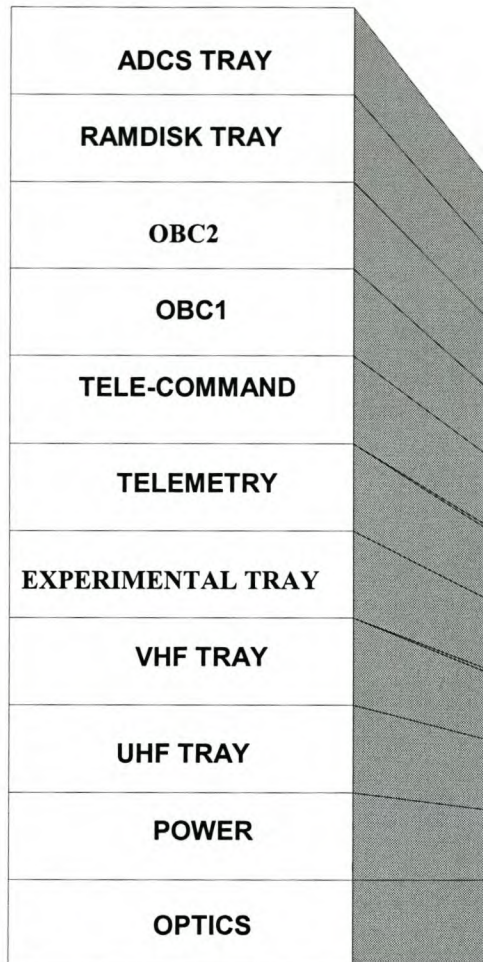 ADCS TRAY
RAMDISK TRAY
OBC2
OBC1
TELE-COMMAND
TELEMETRY
EXPERIMENTAL TRAY
VHF TRAY
UHF TRAY
POWER
OPTICS